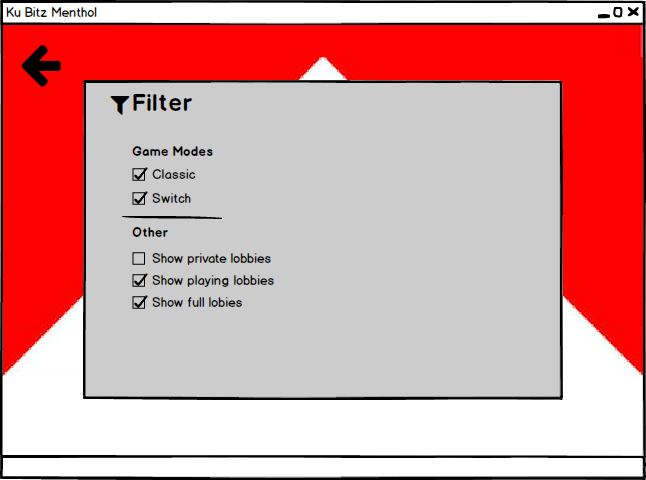 Ku Bitz Menthol
Filter
Game Modes
Classic
Switch
Other
Show private lobbies
Show playing lobbies
Show full lobies